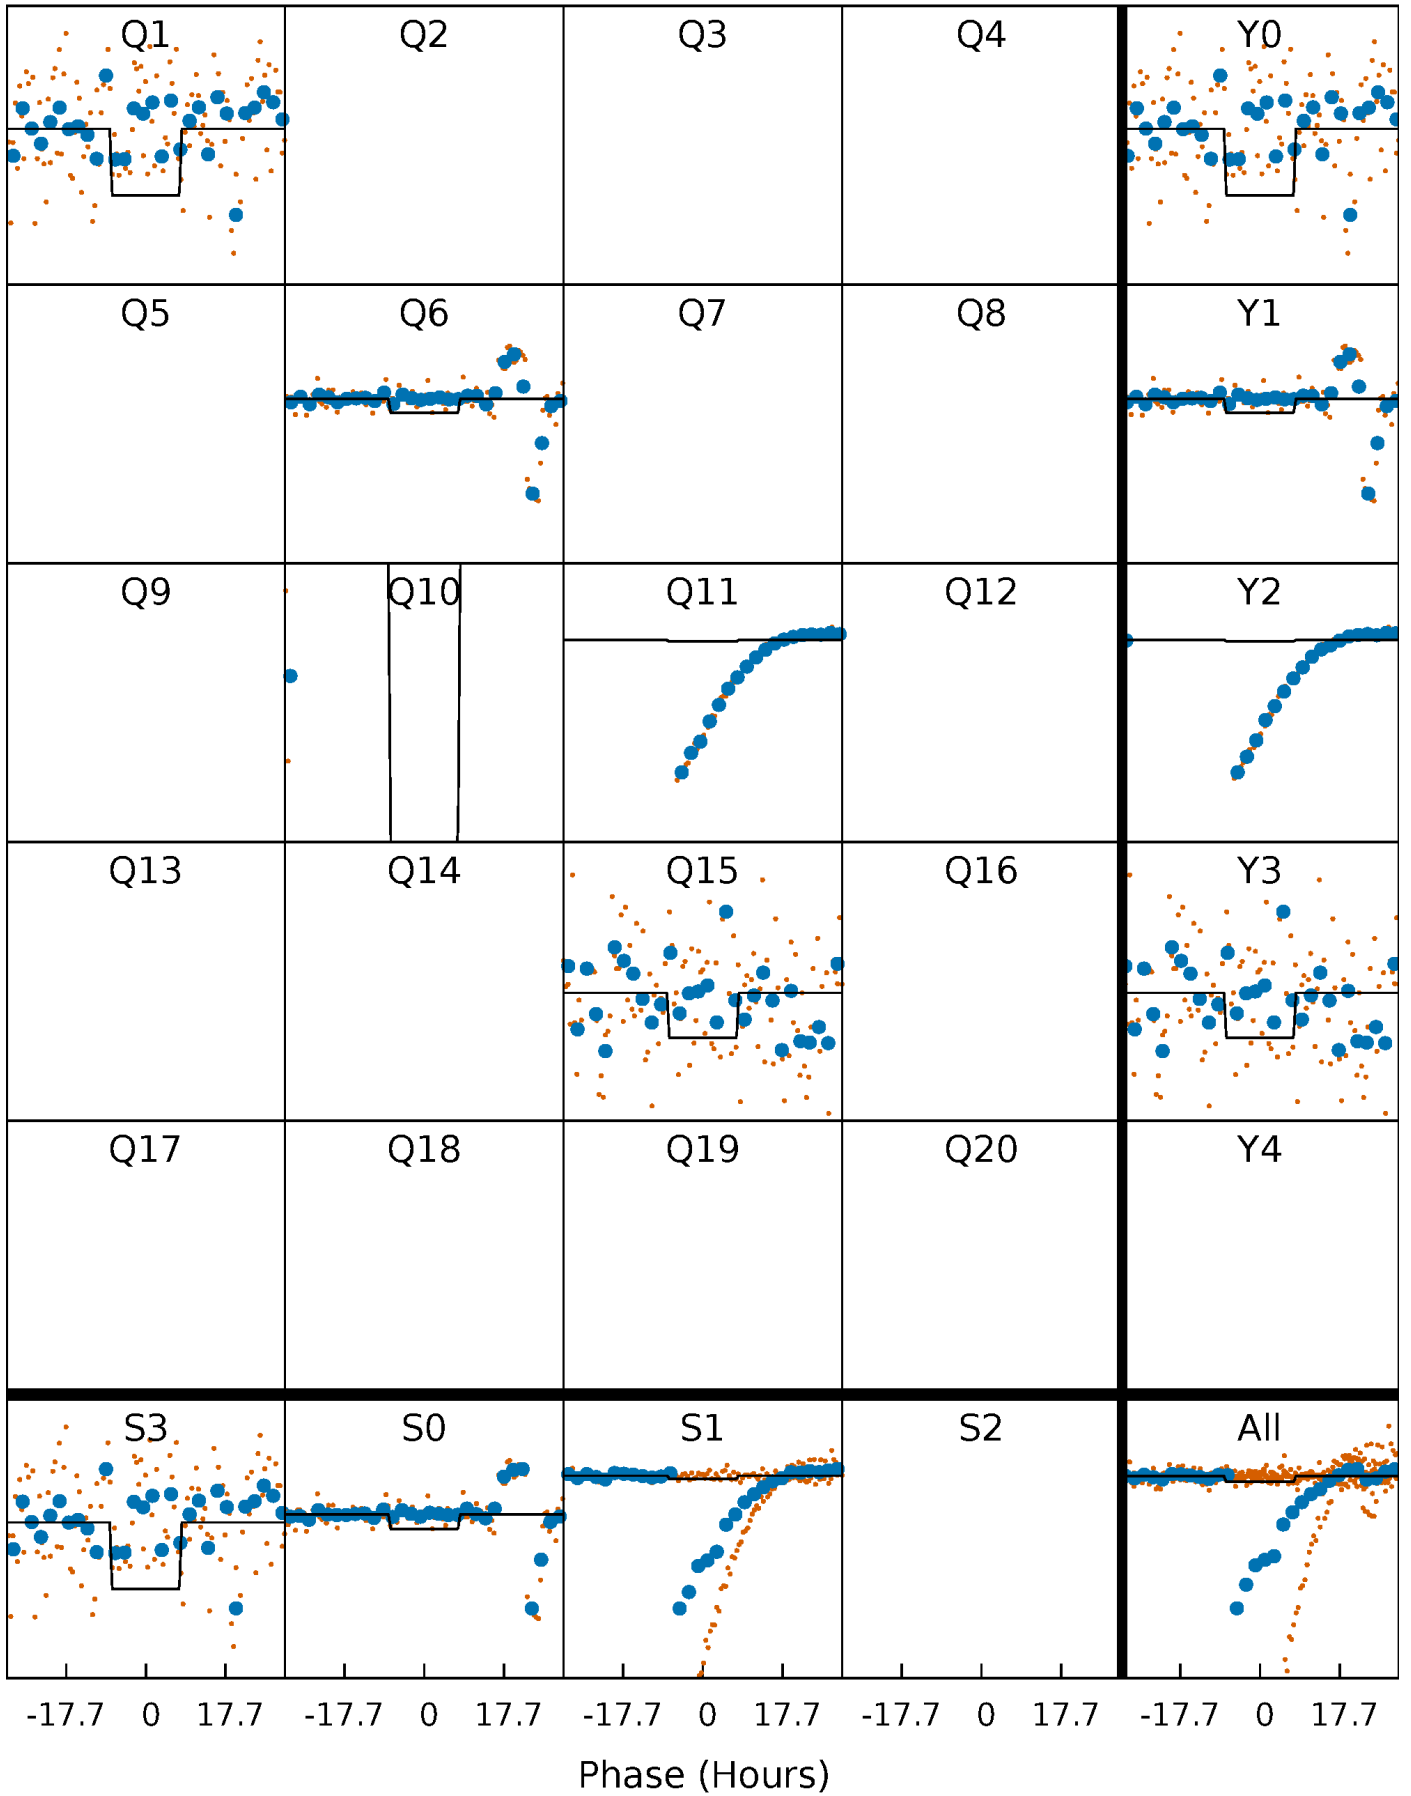 Q1 Q2 Q3 Q4 Y0
Q5 Q6 Q7 Q8 Y1
Q9 Q10 Q11 Q12 Y2
Q13 Q14 Q15 Q16 Y3
Q17 Q18 Q19 Q20 Y4
S3 S0 S1 S2 All
-17.7 0 17.7 -17.7 0 17.7 -17.7 0 17.7 -17.7 0 17.7 -17.7 0 17.7
Phase (Hours)